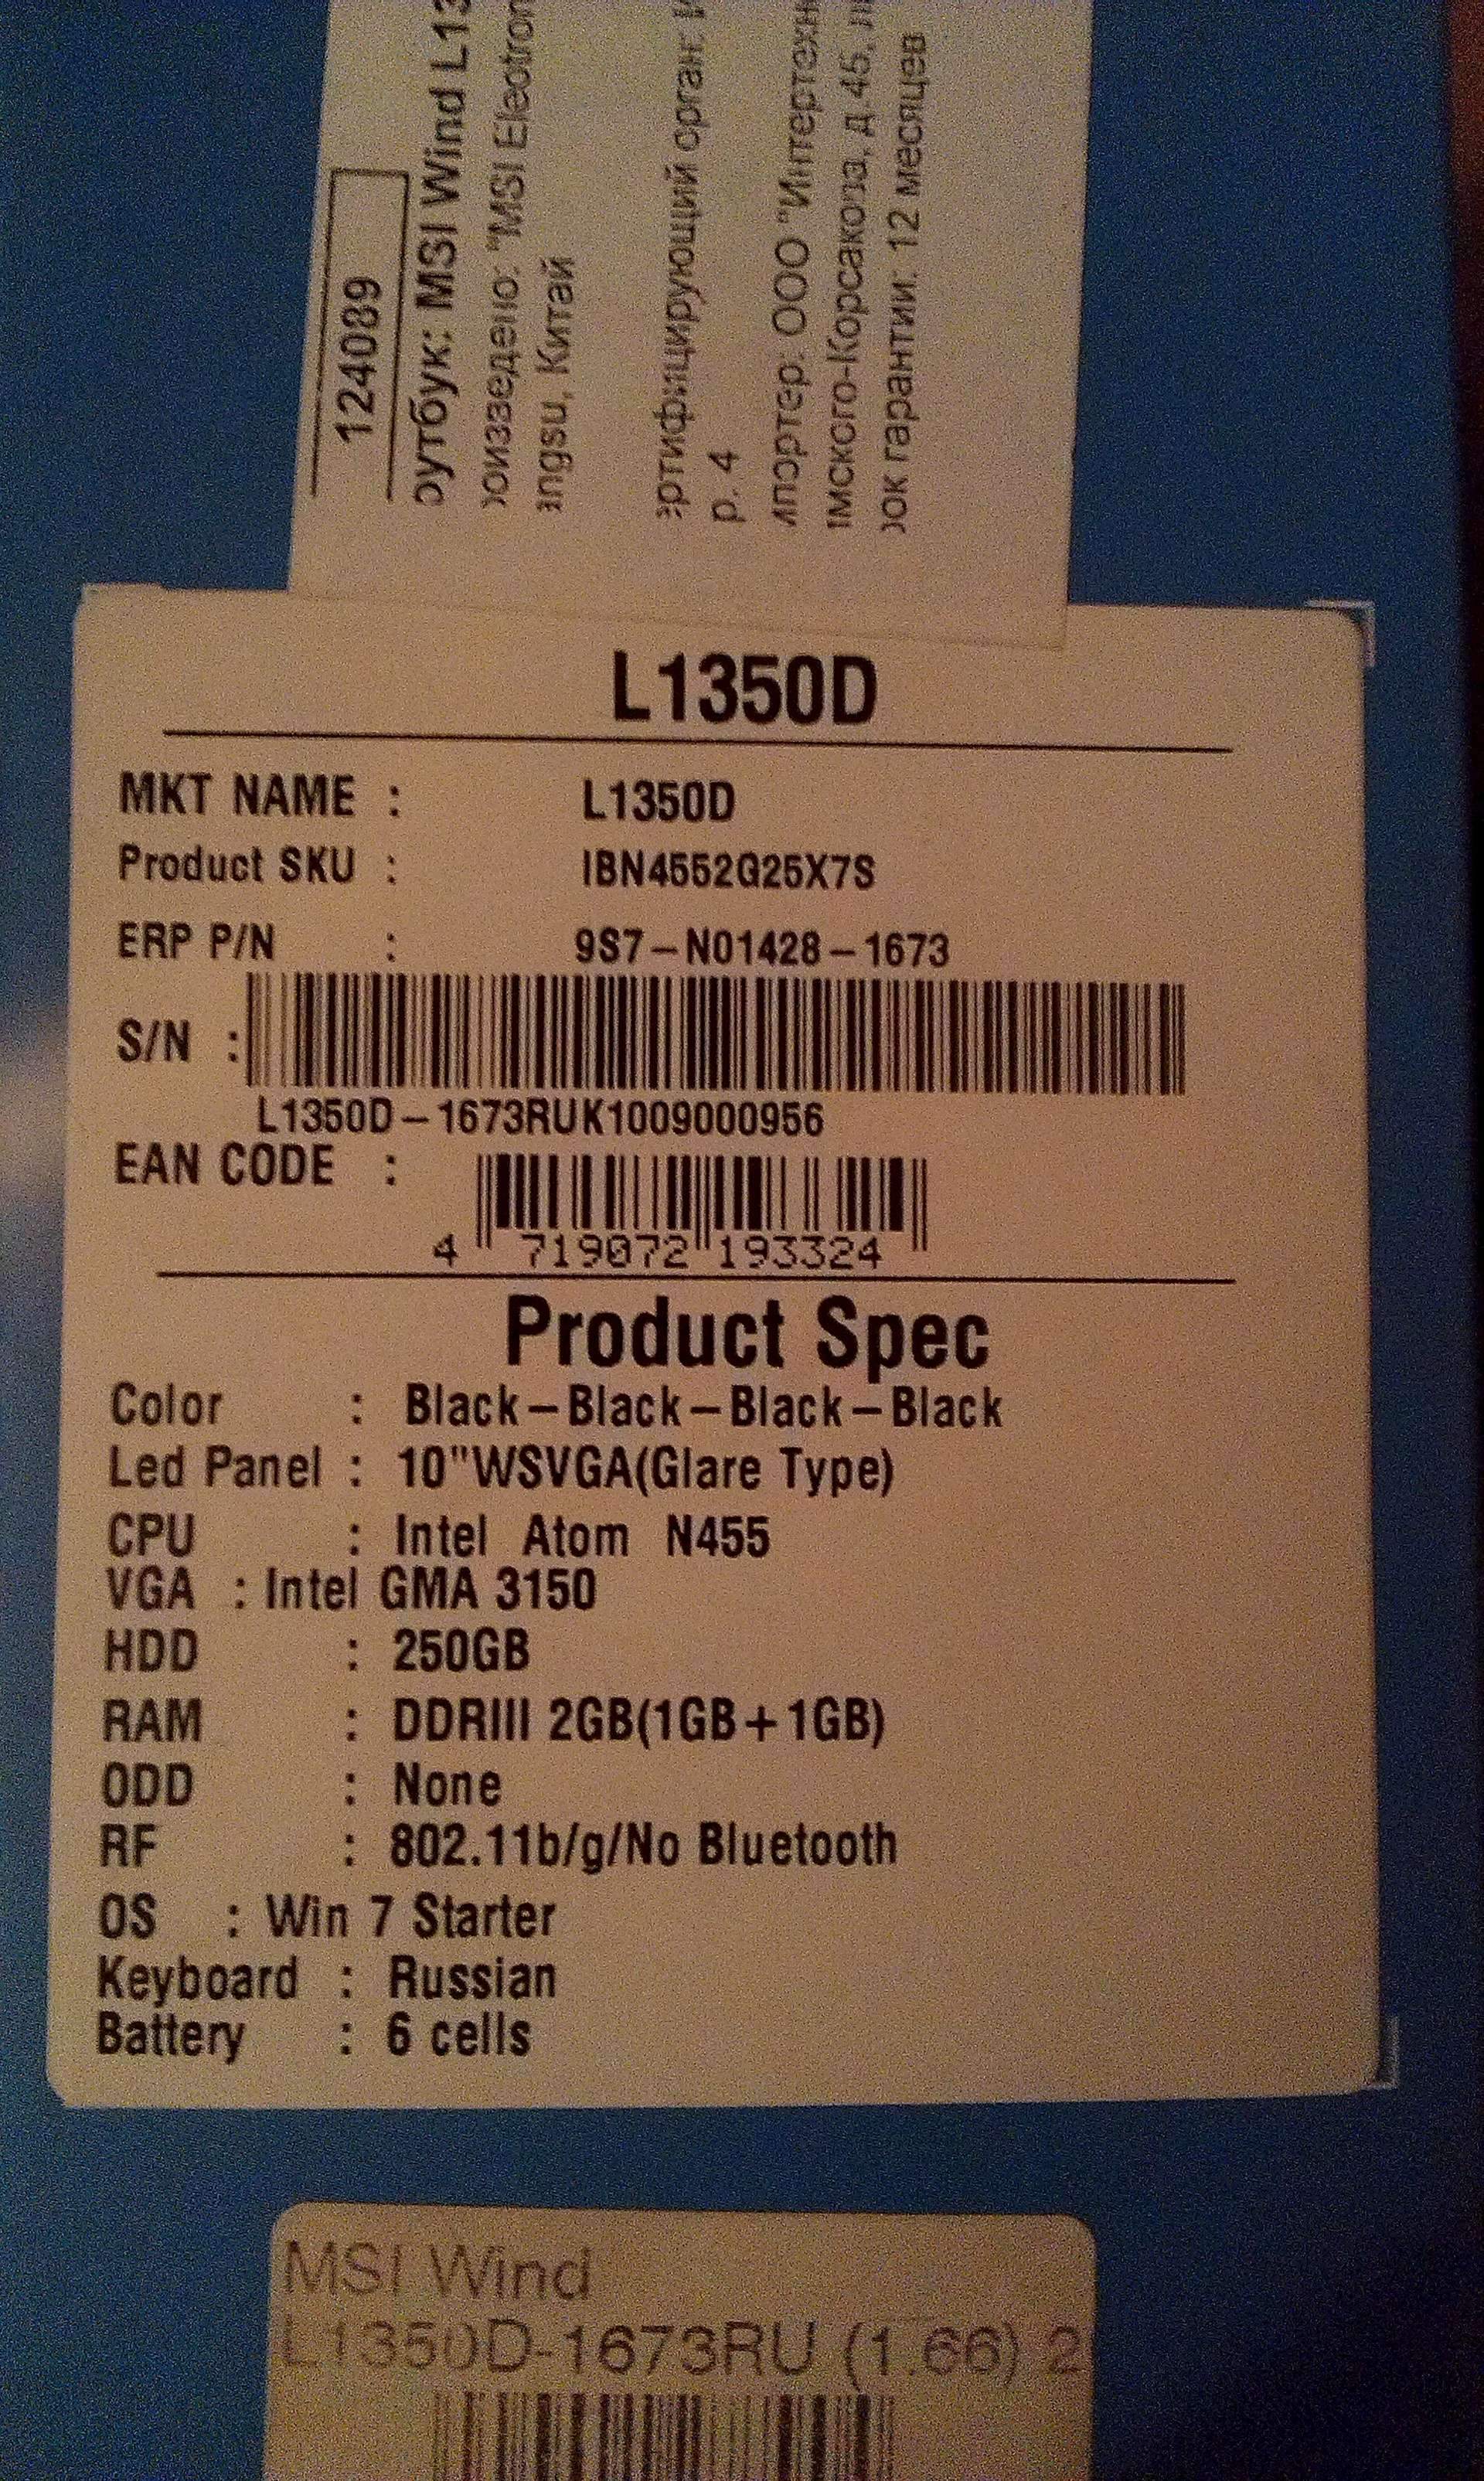 124089
оутбук: MSI Wind L13
оизведено: "MSI Electron
ingsu, Китай
ертифицирующий орган:
р. 4
мпортер: ООО "Интертехн
имского-Корсакова, д.45,
рок гарантии: 12 месяцев
L1350D
MKT NAME : L1350D
Product SKU : IBN4552G25X7S
ERP P/N : 9S7-N01428-1673
S/N :
L1350D-1673RUK1009000956
EAN CODE :
4 719072 193324
Product Spec
Color : Black-Black-Black-Black
Led Panel : 10"WSVGA(Glare Type)
CPU : Intel Atom N455
VGA : Intel GMA 3150
HDD : 250GB
RAM : DDRIII 2GB(1GB+1GB)
ODD : None
RF : 802.11b/g/No Bluetooth
OS : Win 7 Starter
Keyboard : Russian
Battery : 6 cells
MSI Wind
L1350D-1673RU (1.66) 2